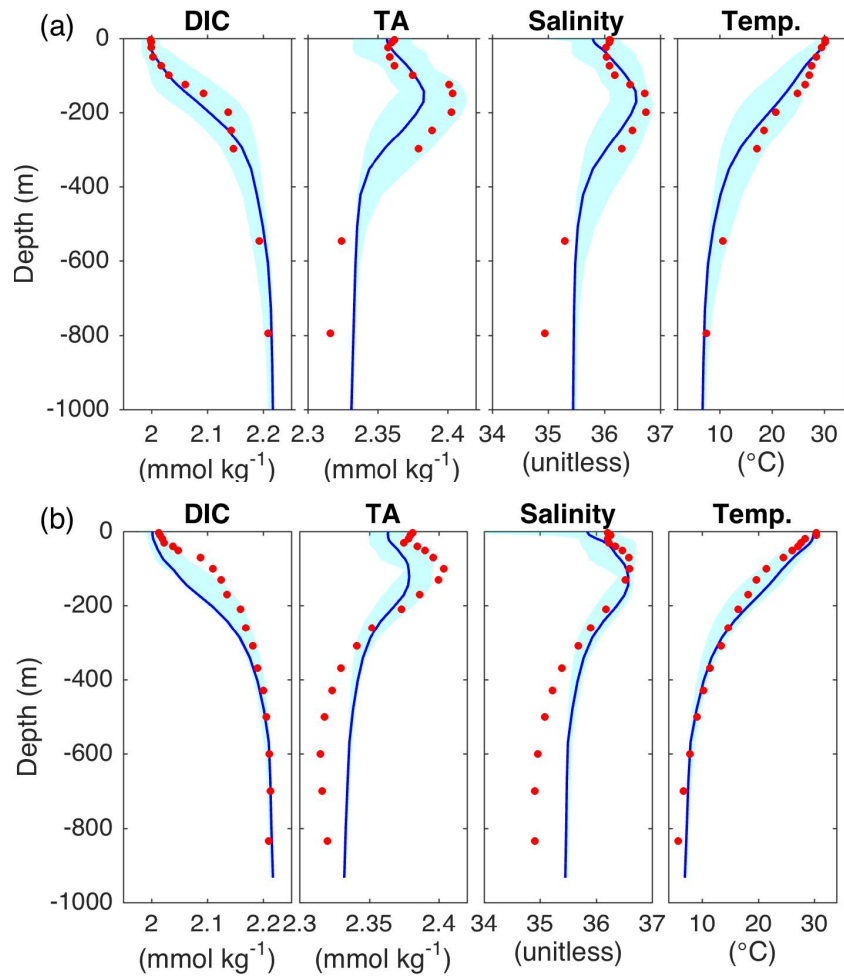 (a) DIC TA Salinity Temp.
0
-200
-400
-600
-800
-1000
Depth (m)
2 2.1 2.2 2.3 2.35 2.4 34 35 36 37 10 20 30
(mmol kg-1) (mmol kg-1) (unitless) (°C)
(b) DIC TA Salinity Temp.
0
-200
-400
-600
-800
-1000
Depth (m)
2 2.1 2.22.3 2.35 2.4 34 35 36 37 10 20 30
(mmol kg-1) (mmol kg-1) (unitless) (°C)